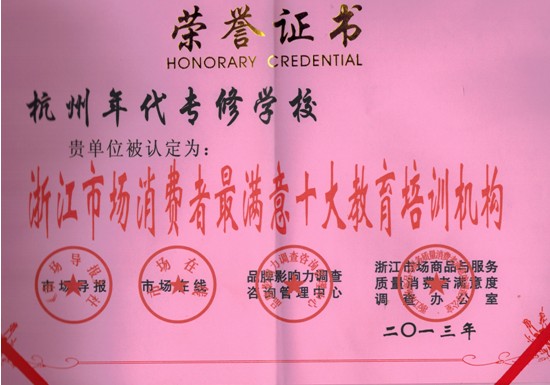 荣誉证书
HONORARY CREDENTIAL
杭州年代专修学校
贵单位被认定为：
浙江市场消费者最满意十大教育培训机构
市场导报 市场在线 品牌影响力调查咨询管理中心 浙江市场商品与服务质量消费者满意度调查办公室
二〇一三年